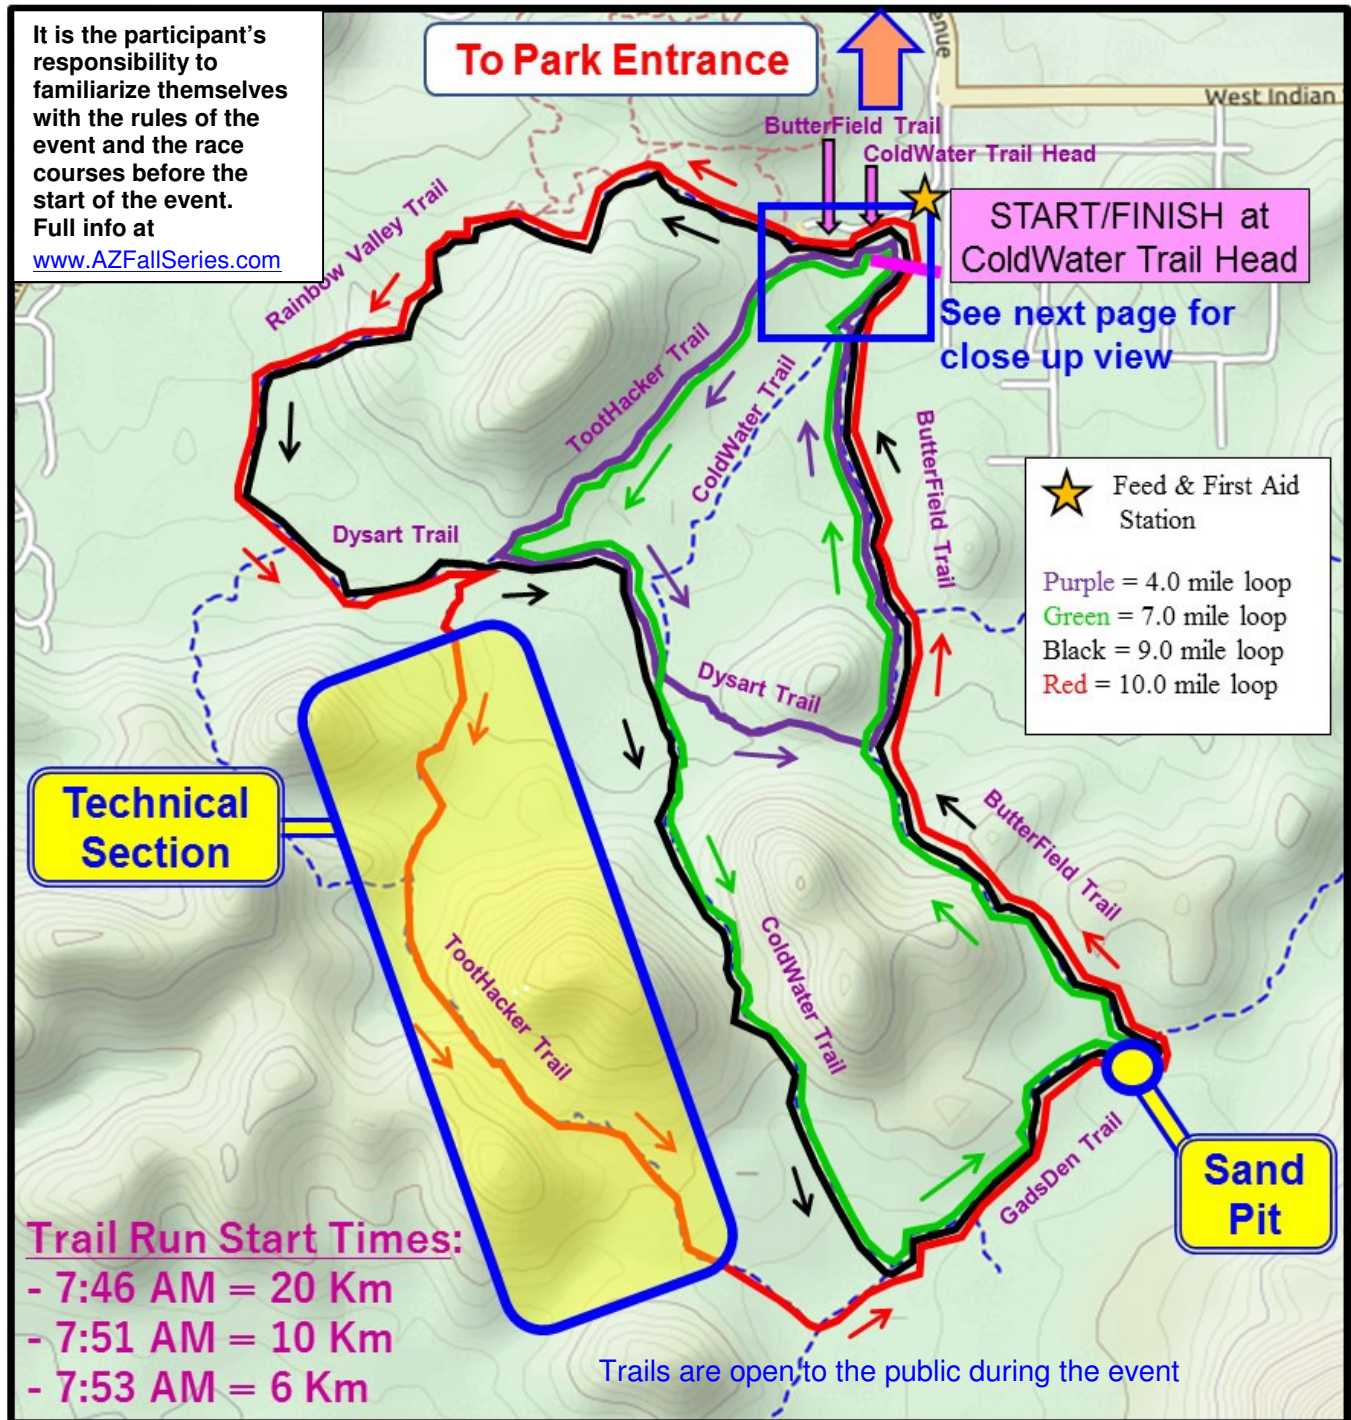 It is the participant's
responsibility to
familiarize themselves
with the rules of the
event and the race
courses before the
start of the event.
Full info at
www.AZFallSeries.com
To Park Entrance
enue
West Indian
ButterField Trail
ColdWater Trail Head
START/FINISH at
ColdWater Trail Head
See next page for
close up view
Rainbow Valley Trail
TootHacker Trail
ColdWater Trail
ButterField Trail
Dysart Trail
Feed & First Aid
Station
Purple = 4.0 mile loop
Green = 7.0 mile loop
Black = 9.0 mile loop
Red = 10.0 mile loop
Dysart Trail
Technical
Section
ButterField Trail
TootHacker Trail
ColdWater Trail
GadsDen Trail
Sand
Pit
Trail Run Start Times:
- 7:46 AM = 20 Km
- 7:51 AM = 10 Km
- 7:53 AM = 6 Km
Trails are open to the public during the event